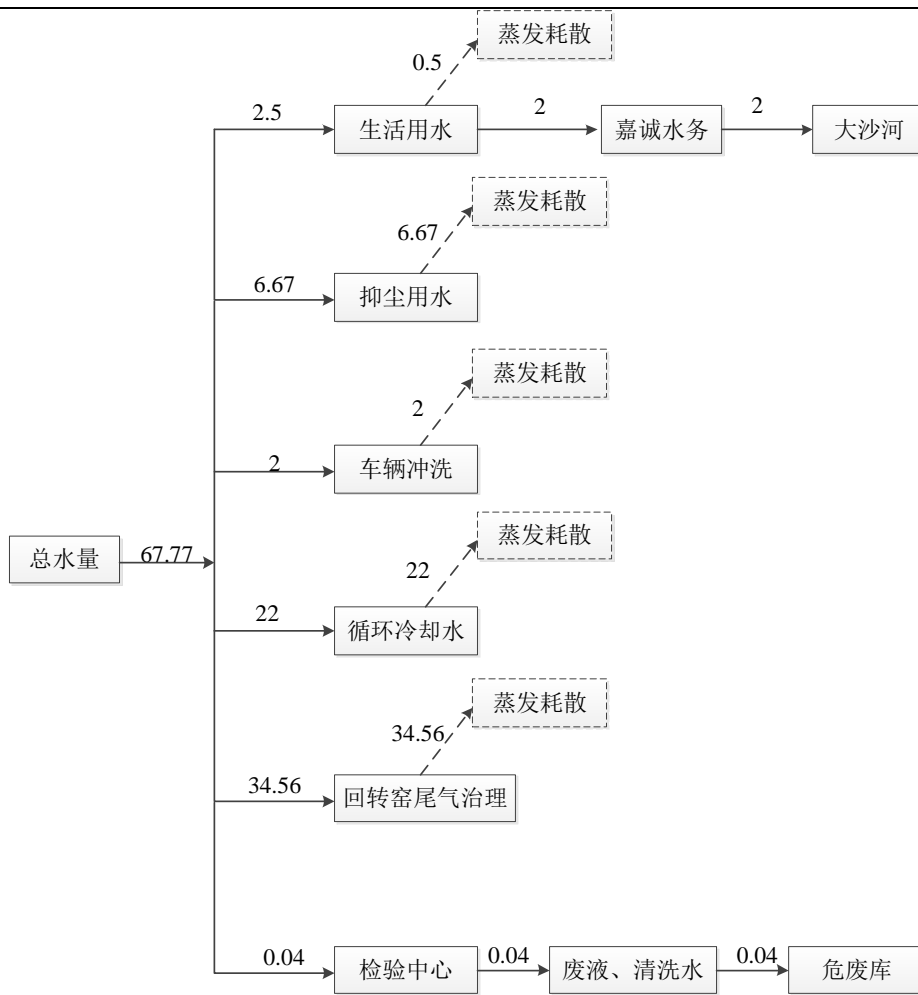 蒸发耗散
0.5
2.5
生活用水
2
嘉诚水务
2
大沙河
蒸发耗散
6.67
6.67
抑尘用水
蒸发耗散
2
2
车辆冲洗
蒸发耗散
总水量
67.77
22
22
循环冷却水
蒸发耗散
34.56
34.56
回转窑尾气治理
0.04
检验中心
0.04
废液、清洗水
0.04
危废库